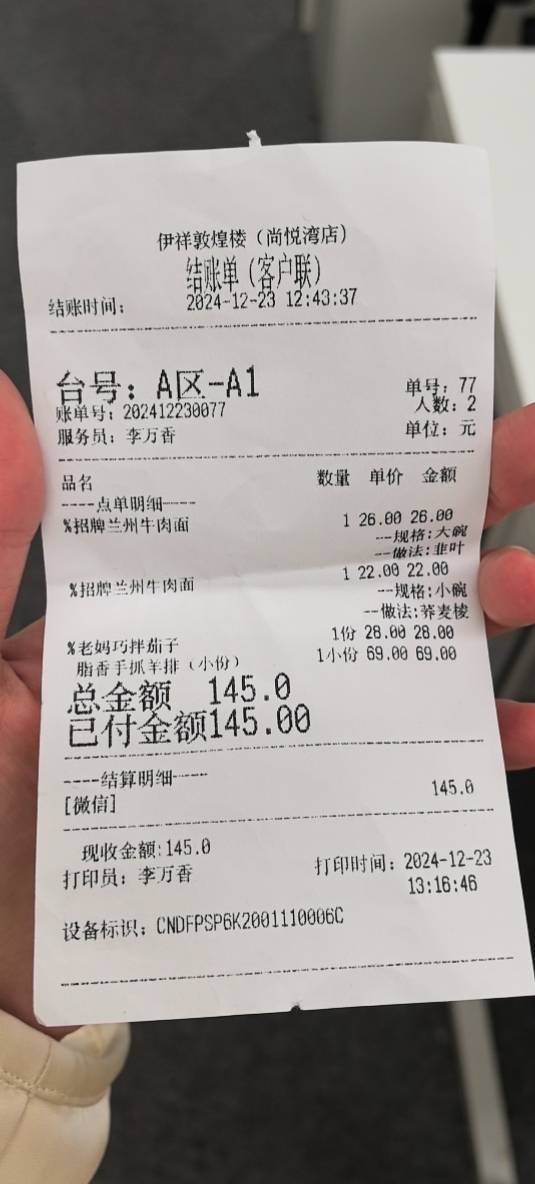 伊祥敦煌楼（尚悦湾店）
结账单（客户联）
结账时间： 2024-12-23 12:43:37
台号：A区-A1 单号：77
账单号：202412230077 人数：2
服务员：李万香 单位：元
品名 数量 单价 金额
----点单明细----
%招牌兰州牛肉面 1 26.00 26.00
--规格:大碗
--做法:韭叶
%招牌兰州牛肉面 1 22.00 22.00
--规格:小碗
--做法:荞麦棱
%老妈巧拌茄子 1份 28.00 28.00
脂香手抓羊排（小份） 1小份 69.00 69.00
总金额 145.0
已付金额145.00
----结算明细----
[微信] 145.0
现收金额:145.0
打印员：李万香 打印时间：2024-12-23
13:16:46
设备标识：CNDFPSP6K2001110006C